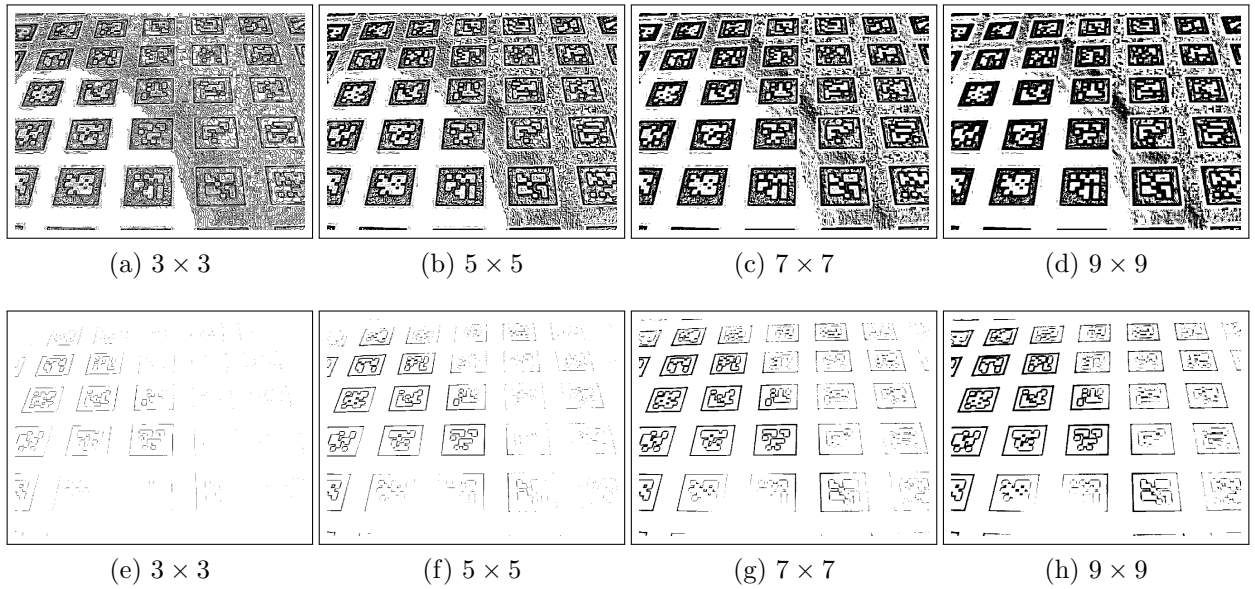 (a) 3 × 3
(b) 5 × 5
(c) 7 × 7
(d) 9 × 9
(e) 3 × 3
(f) 5 × 5
(g) 7 × 7
(h) 9 × 9